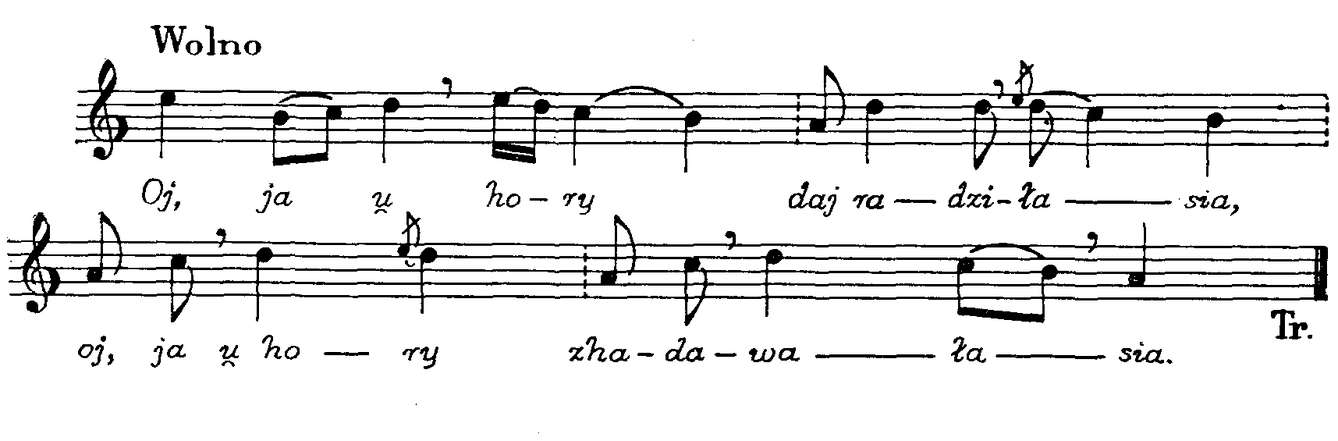 Wolno
Oj, ja u̯ ho – ry daj ra — dzi – ła —— sia,
oj, ja u̯ ho — ry zha – da – wa —— ła —— sia.
Tr.